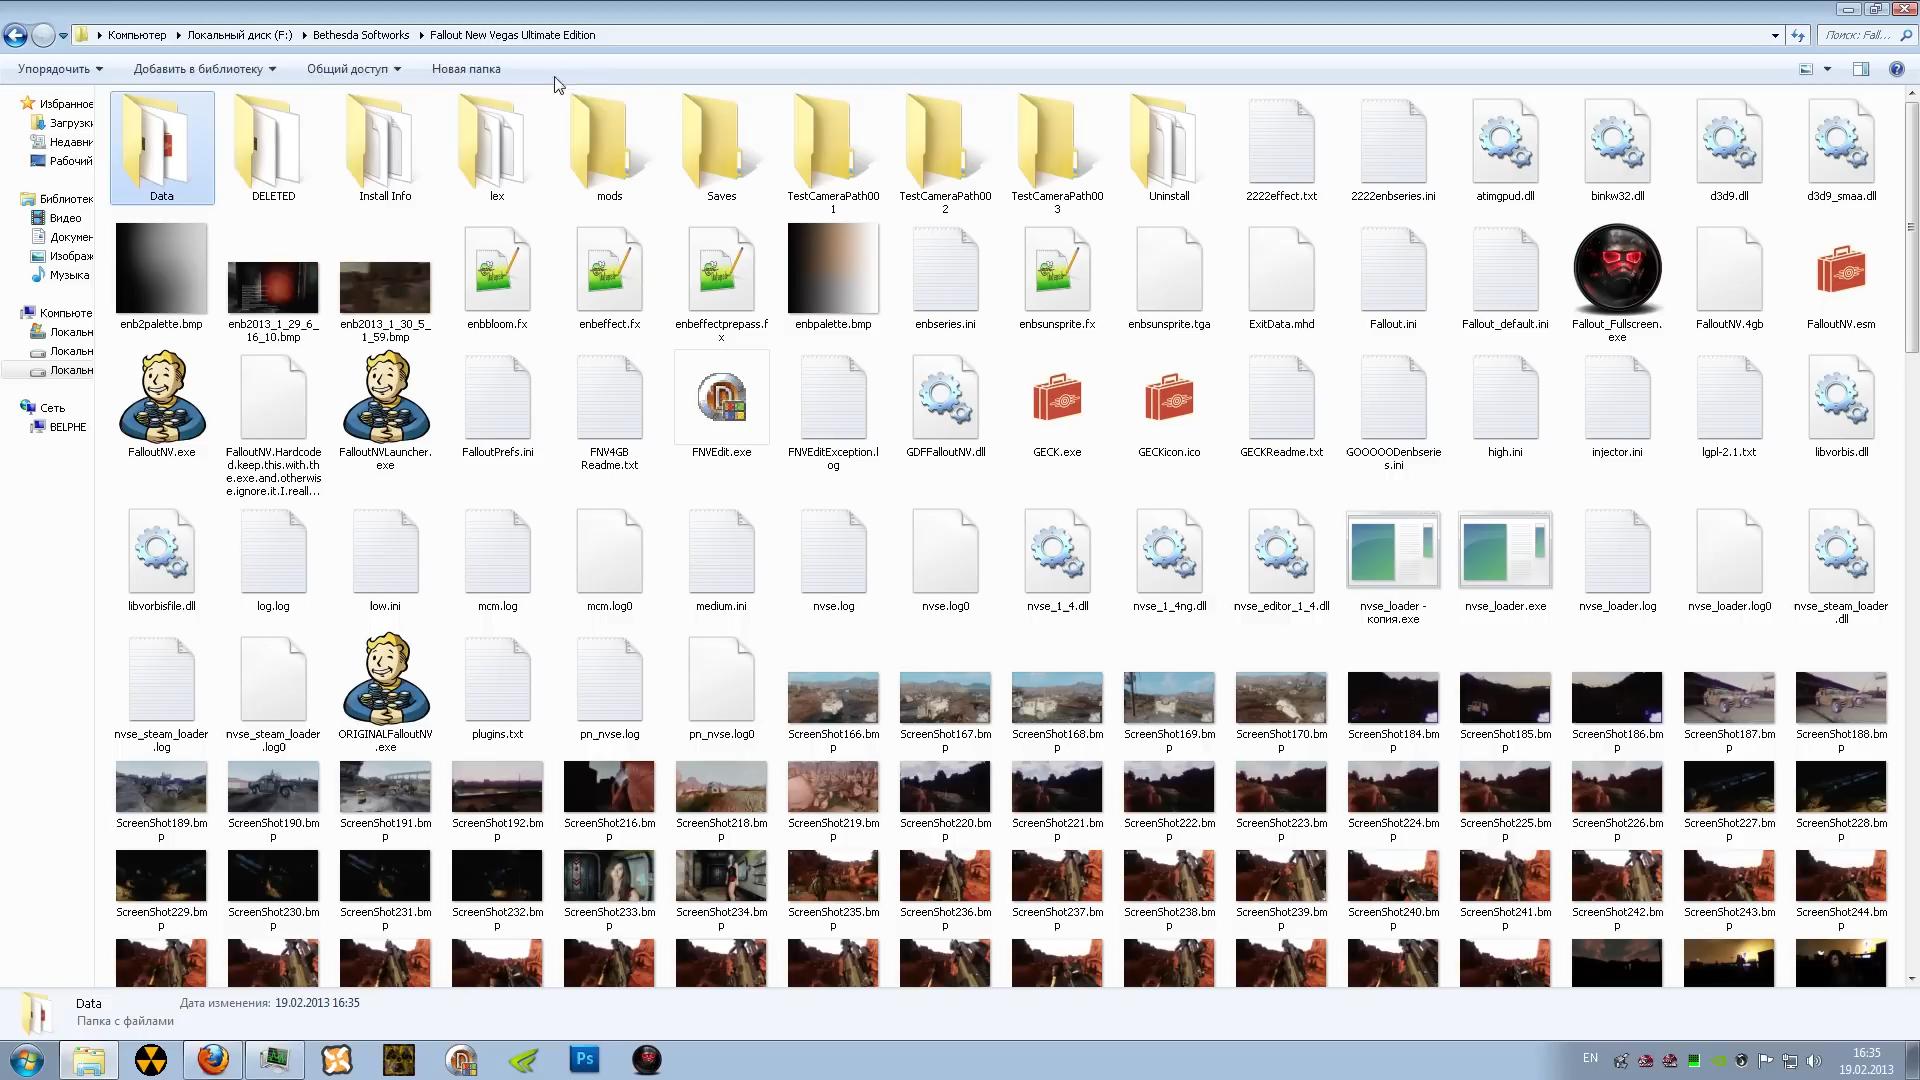 Компьютер
Локальный диск (F:)
Bethesda Softworks
Fallout New Vegas Ultimate Edition
Поиск: Fall...
Упорядочить
Добавить в библиотеку
Общий доступ
Новая папка
Избранное
Загрузки
Недавн
Рабочий
Библиотек
Видео
Докумен
Изображ
Музыка
Компьюте
Локальн
Локальн
Локальн
Сеть
BELPHE
Data
DELETED
Install Info
lex
mods
Saves
TestCameraPath00
1
TestCameraPath00
2
TestCameraPath00
3
Uninstall
2222effect.txt
2222enbseries.ini
atimgpud.dll
binkw32.dll
d3d9.dll
d3d9_smaa.dll
enb2palette.bmp
enb2013_1_29_6_
16_10.bmp
enb2013_1_30_5_
1_59.bmp
enbbloom.fx
enbeffect.fx
enbeffectprepass.f
x
enbpalette.bmp
enbseries.ini
enbsunsprite.fx
enbsunsprite.tga
ExitData.mhd
Fallout.ini
Fallout_default.ini
Fallout_Fullscreen.
exe
FalloutNV.4gb
FalloutNV.esm
FalloutNV.exe
FalloutNV.Hardcode
d.keep.this.with.th
e.exe.and.otherwis
e.ignore.it.I.reall...
FalloutNVLauncher.
exe
FalloutPrefs.ini
FNV4GB
Readme.txt
FNVEdit.exe
FNVEditException.l
og
GDFFalloutNV.dll
GECK.exe
GECKicon.ico
GECKReadme.txt
GOOOOODenbserie
s.ini
high.ini
injector.ini
lgpl-2.1.txt
libvorbis.dll
libvorbisfile.dll
log.log
low.ini
mcm.log
mcm.log0
medium.ini
nvse.log
nvse.log0
nvse_1_4.dll
nvse_1_4ng.dll
nvse_editor_1_4.dll
nvse_loader -
копия.exe
nvse_loader.exe
nvse_loader.log
nvse_loader.log0
nvse_steam_loader
.dll
nvse_steam_loader
.log
nvse_steam_loader
.log0
ORIGINALFalloutNV
.exe
plugins.txt
pn_nvse.log
pn_nvse.log0
ScreenShot166.bm
p
ScreenShot167.bm
p
ScreenShot168.bm
p
ScreenShot169.bm
p
ScreenShot170.bm
p
ScreenShot184.bm
p
ScreenShot185.bm
p
ScreenShot186.bm
p
ScreenShot187.bm
p
ScreenShot188.bm
p
ScreenShot189.bm
p
ScreenShot190.bm
p
ScreenShot191.bm
p
ScreenShot192.bm
p
ScreenShot216.bm
p
ScreenShot218.bm
p
ScreenShot219.bm
p
ScreenShot220.bm
p
ScreenShot221.bm
p
ScreenShot222.bm
p
ScreenShot223.bm
p
ScreenShot224.bm
p
ScreenShot225.bm
p
ScreenShot226.bm
p
ScreenShot227.bm
p
ScreenShot228.bm
p
ScreenShot229.bm
p
ScreenShot230.bm
p
ScreenShot231.bm
p
ScreenShot232.bm
p
ScreenShot233.bm
p
ScreenShot234.bm
p
ScreenShot235.bm
p
ScreenShot236.bm
p
ScreenShot237.bm
p
ScreenShot238.bm
p
ScreenShot239.bm
p
ScreenShot240.bm
p
ScreenShot241.bm
p
ScreenShot242.bm
p
ScreenShot243.bm
p
ScreenShot244.bm
p
Data
Дата изменения: 19.02.2013 16:35
Папка с файлами
Ps
EN
16:35
19.02.2013